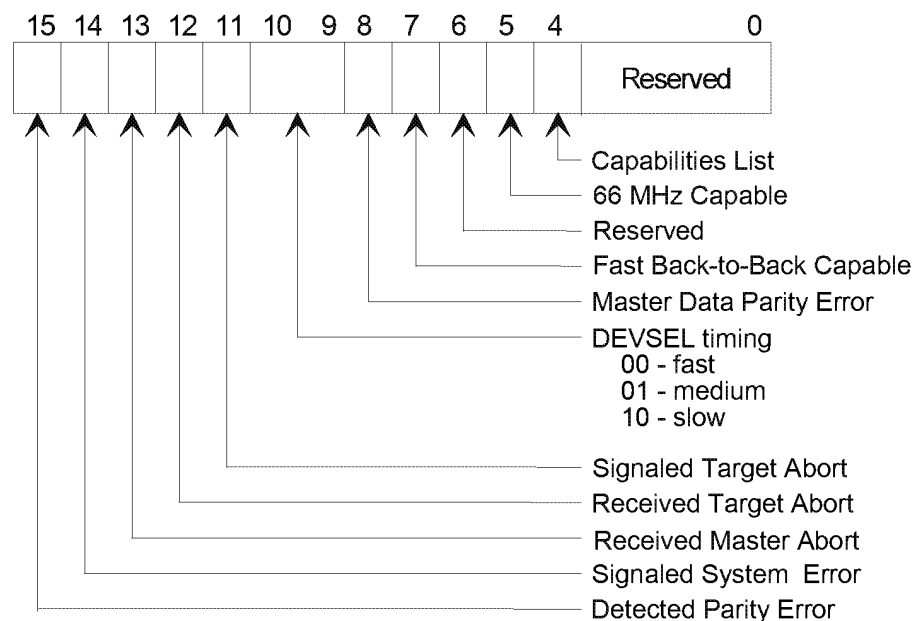 15 14 13 12 11 10 9 8 7 6 5 4 0
Reserved
Capabilities List
66 MHz Capable
Reserved
Fast Back-to-Back Capable
Master Data Parity Error
DEVSEL timing
00 - fast
01 - medium
10 - slow
Signaled Target Abort
Received Target Abort
Received Master Abort
Signaled System Error
Detected Parity Error